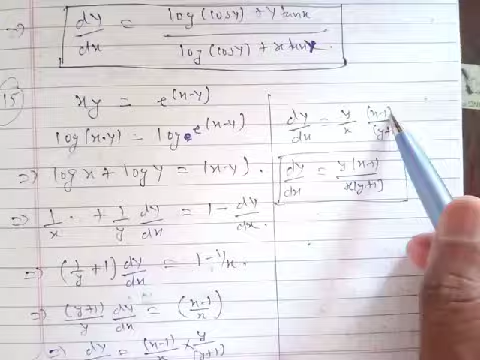 ⇒ dy/dx = log(cosy) + y tanx / log(cosx) + x tany
15 xy = e^(x-y)
log(x·y) = log e^(x-y)
⇒ log x + log y = (x-y).
⇒ 1/x + 1/y dy/dx = 1 - dy/dx.
⇒ (1/y + 1) dy/dx = 1 - 1/x.
⇒ (y+1)/y dy/dx = (x-1)/x
⇒ dy/dx = (x-1)/x × y/(y+1)
dy/dx = y/x (x-1)/(y+1)
dy/dx = y(x-1)/x(y+1)